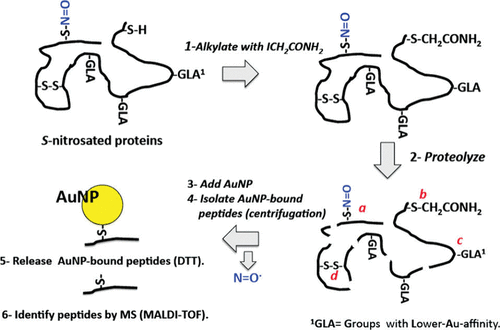 -S-N=O
S-H
-GLA
-GLA¹
-S-S-
-GLA
S-nitrosated proteins
1-Alkylate with ICH₂CONH₂
-S-N=O
-S-CH₂CONH₂
-GLA
-GLA
-S-S-
-GLA
2- Proteolyze
-S-N=O
a
b
-S-CH₂CONH₂
c
-GLA¹
-GLA
-S-S-
d
-GLA
3- Add AuNP
4- Isolate AuNP-bound
peptides (centrifugation)
N=O·
AuNP
-S-
5- Release AuNP-bound peptides (DTT).
-S-
6- Identify peptides by MS (MALDI-TOF).
¹GLA= Groups with Lower-Au-affinity.